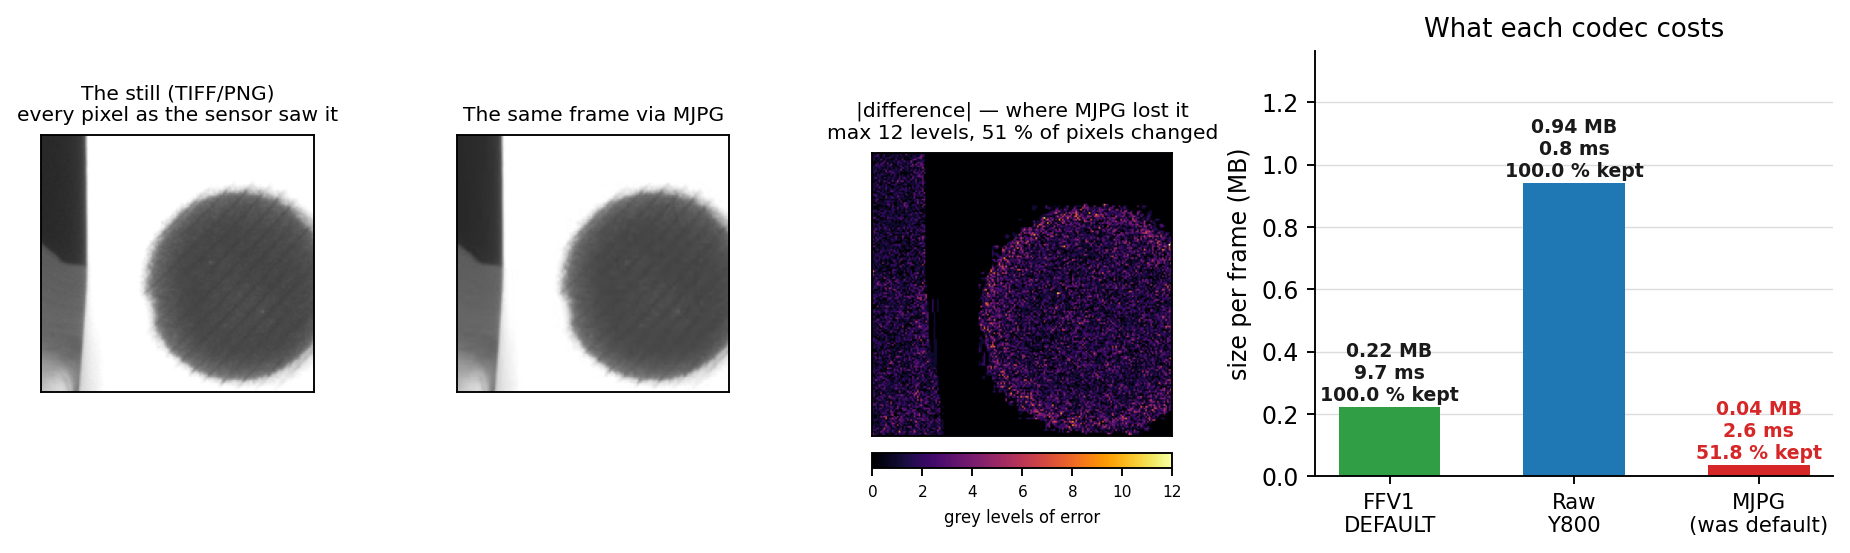 The still (TIFF/PNG)
every pixel as the sensor saw it
The same frame via MJPG
|difference| — where MJPG lost it
max 12 levels, 51 % of pixels changed
0 2 4 6 8 10 12
grey levels of error
What each codec costs
size per frame (MB)
1.2
1.0
0.8
0.6
0.4
0.2
0.0
0.22 MB
9.7 ms
100.0 % kept
0.94 MB
0.8 ms
100.0 % kept
0.04 MB
2.6 ms
51.8 % kept
FFV1
DEFAULT
Raw
Y800
MJPG
(was default)